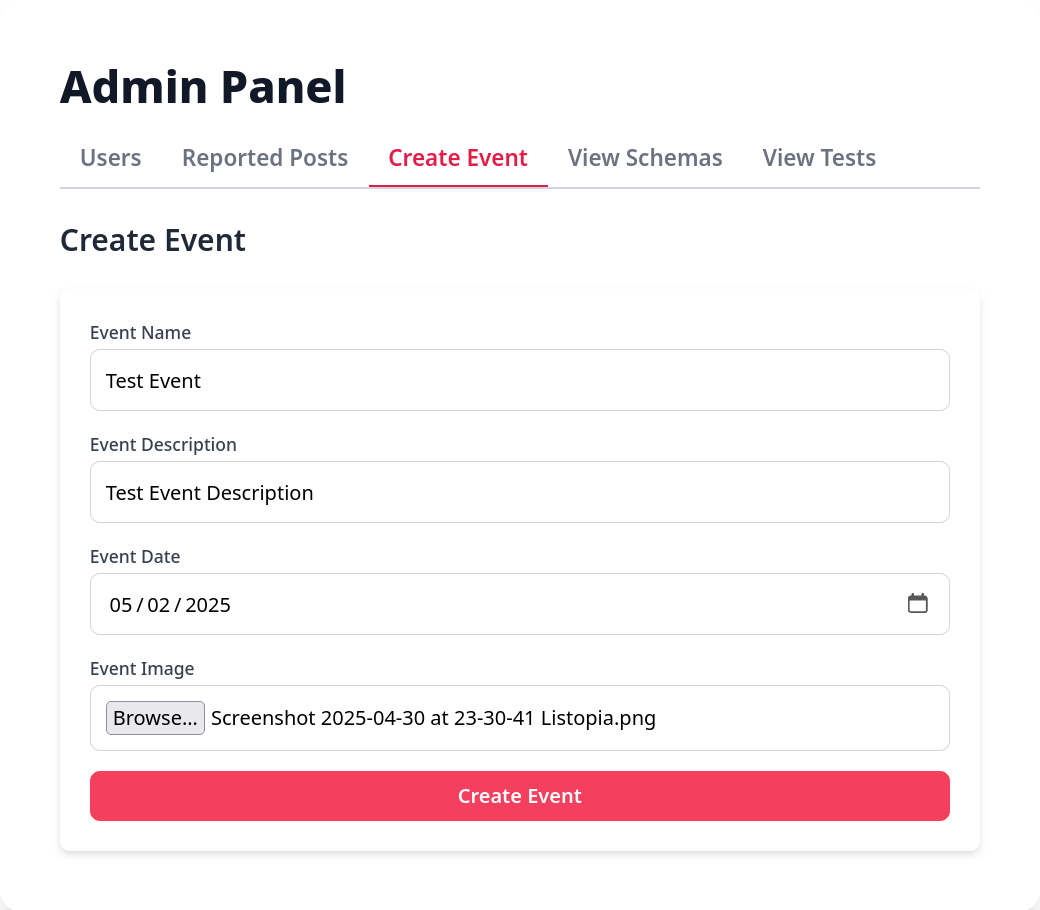 Admin Panel
Users Reported Posts Create Event View Schemas View Tests
Create Event
Event Name
Test Event
Event Description
Test Event Description
Event Date
05 / 02 / 2025
Event Image
Browse... Screenshot 2025-04-30 at 23-30-41 Listopia.png
Create Event